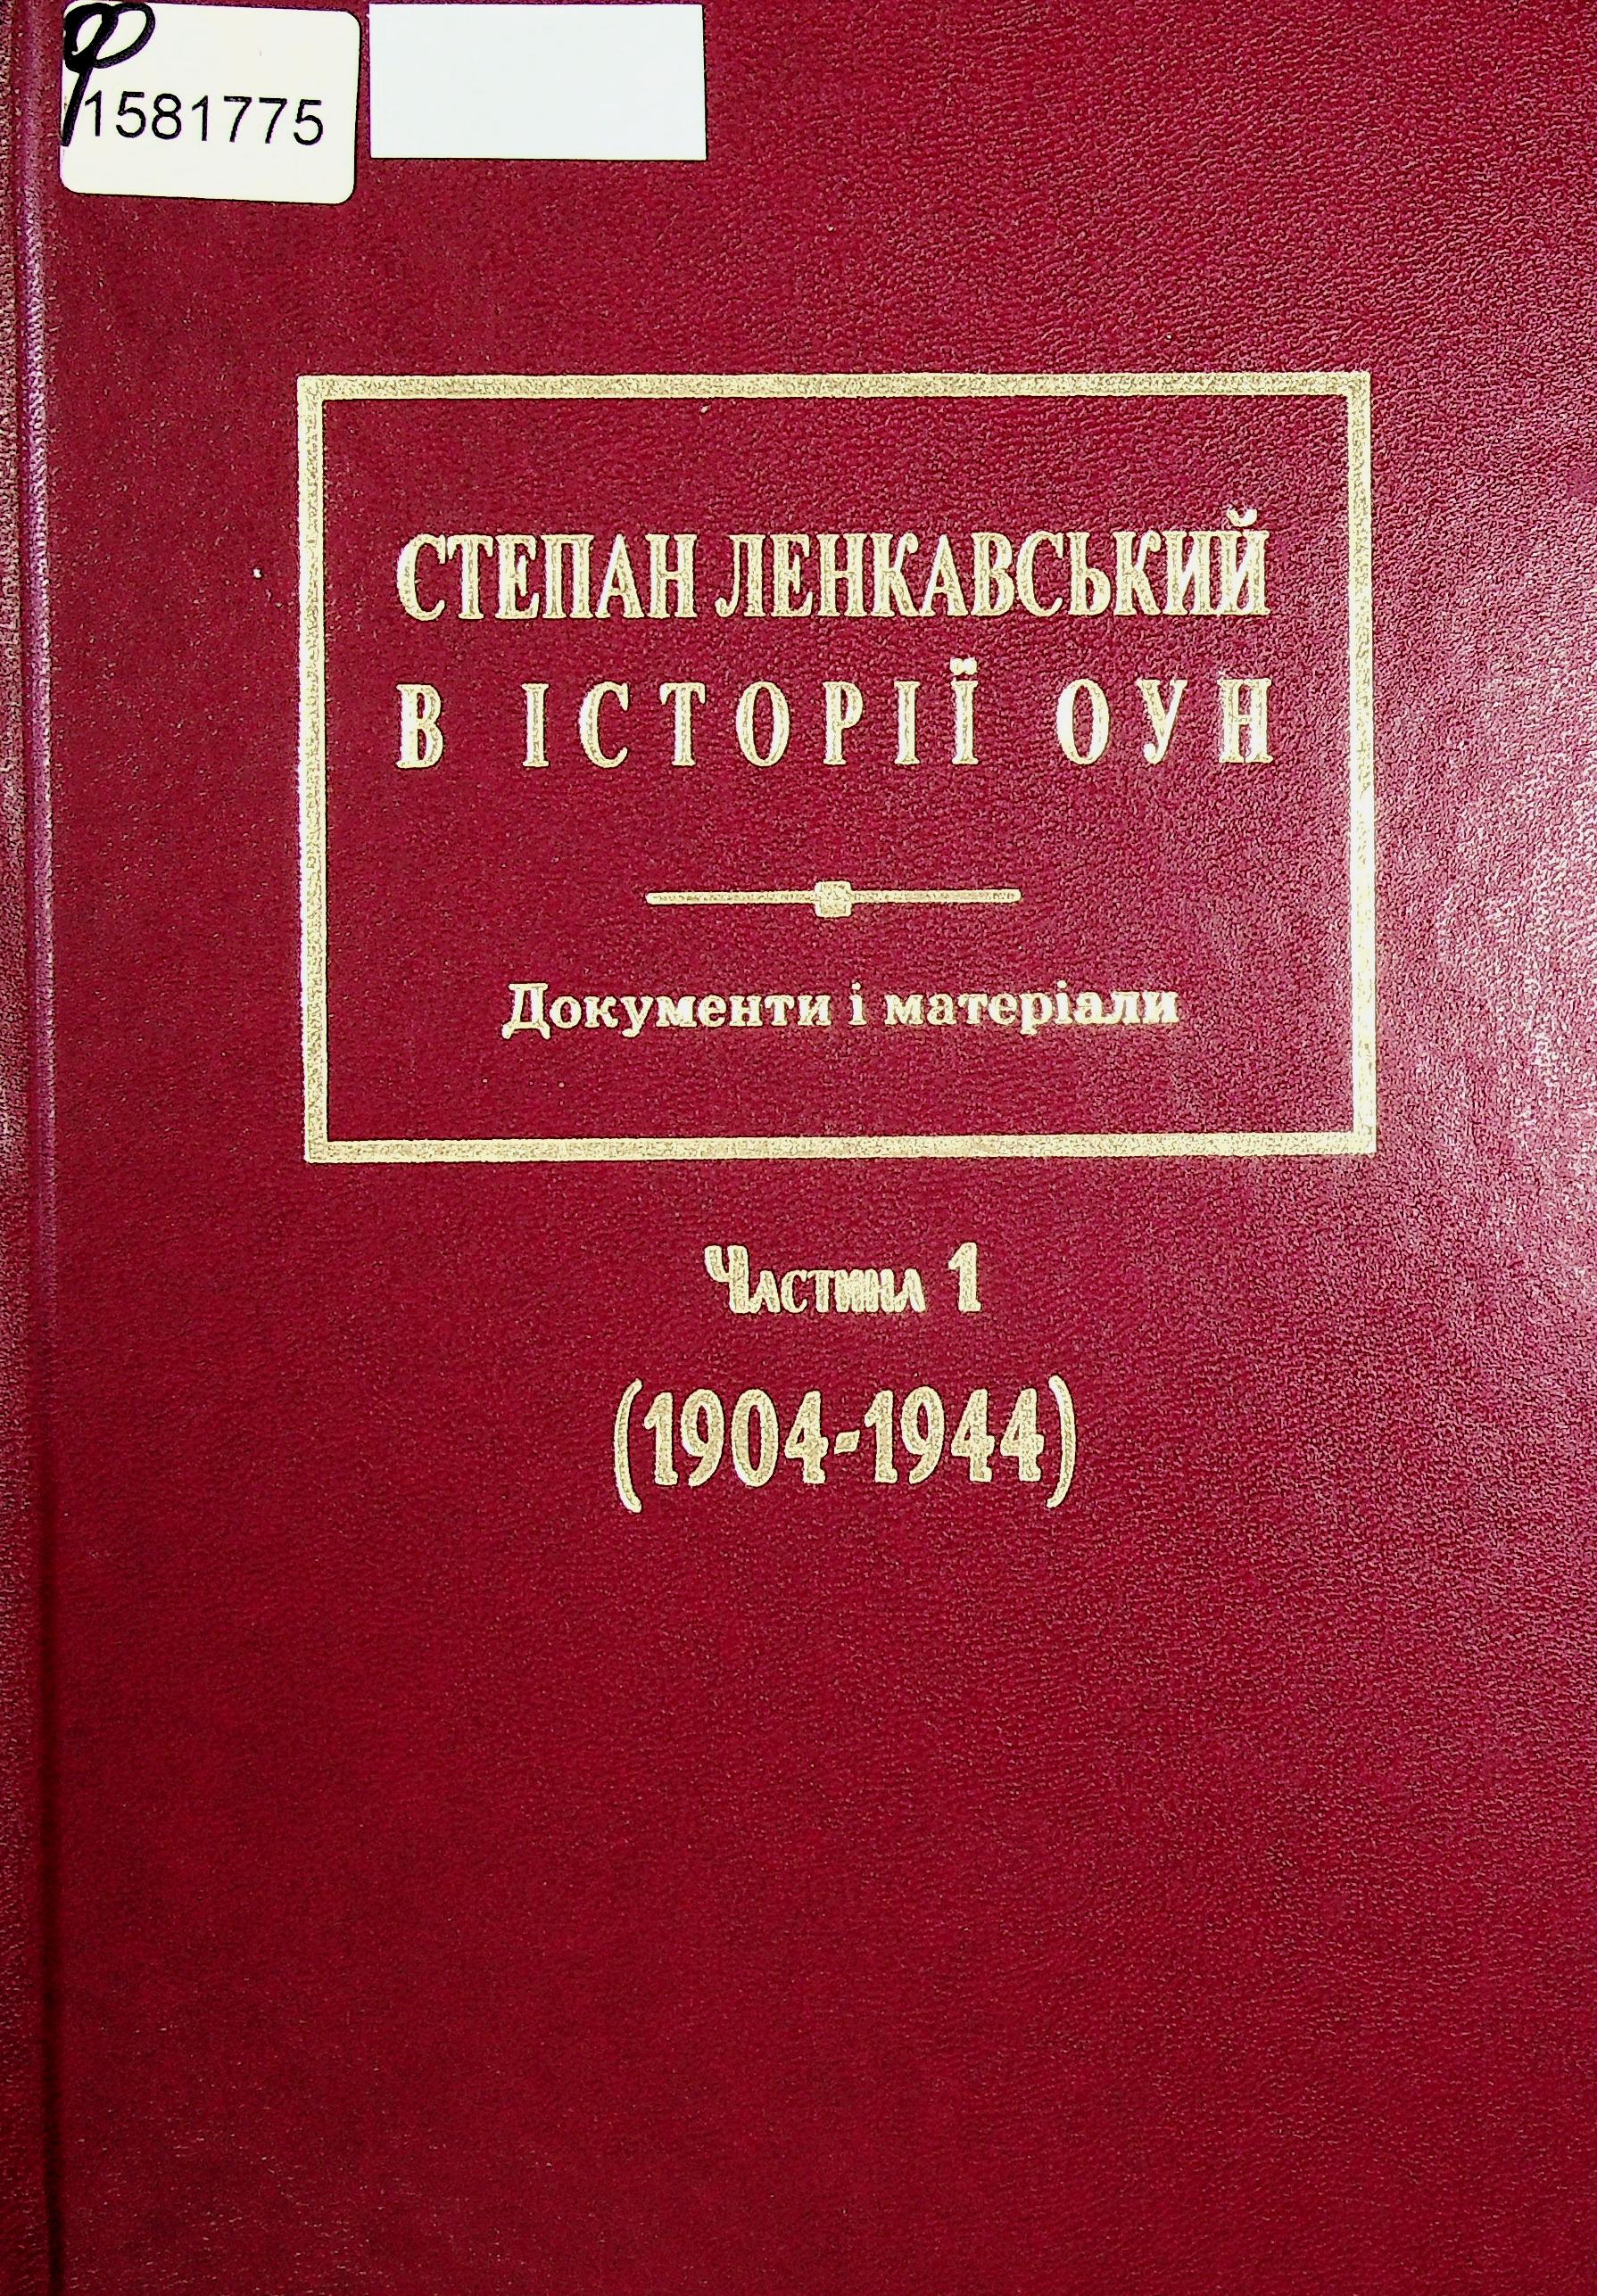 Ф
1581775
СТЕПАН ЛЕНКАВСЬКИЙ
В ІСТОРІЇ ОУН
Документи і матеріали
Частина 1
(1904-1944)